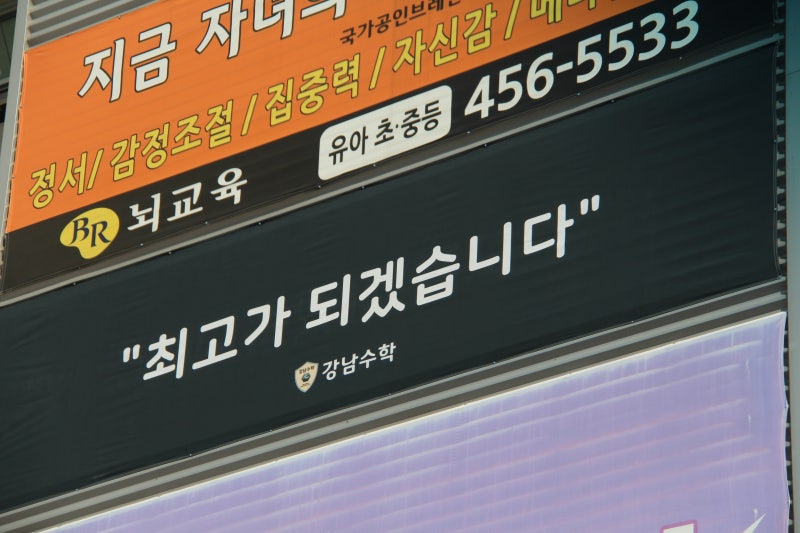 지금 자녀의
국가공인브레인
정서/ 감정조절 / 집중력 / 자신감 /
유아 초·중등 456-5533
BR 뇌교육
"최고가 되겠습니다"
강남수학